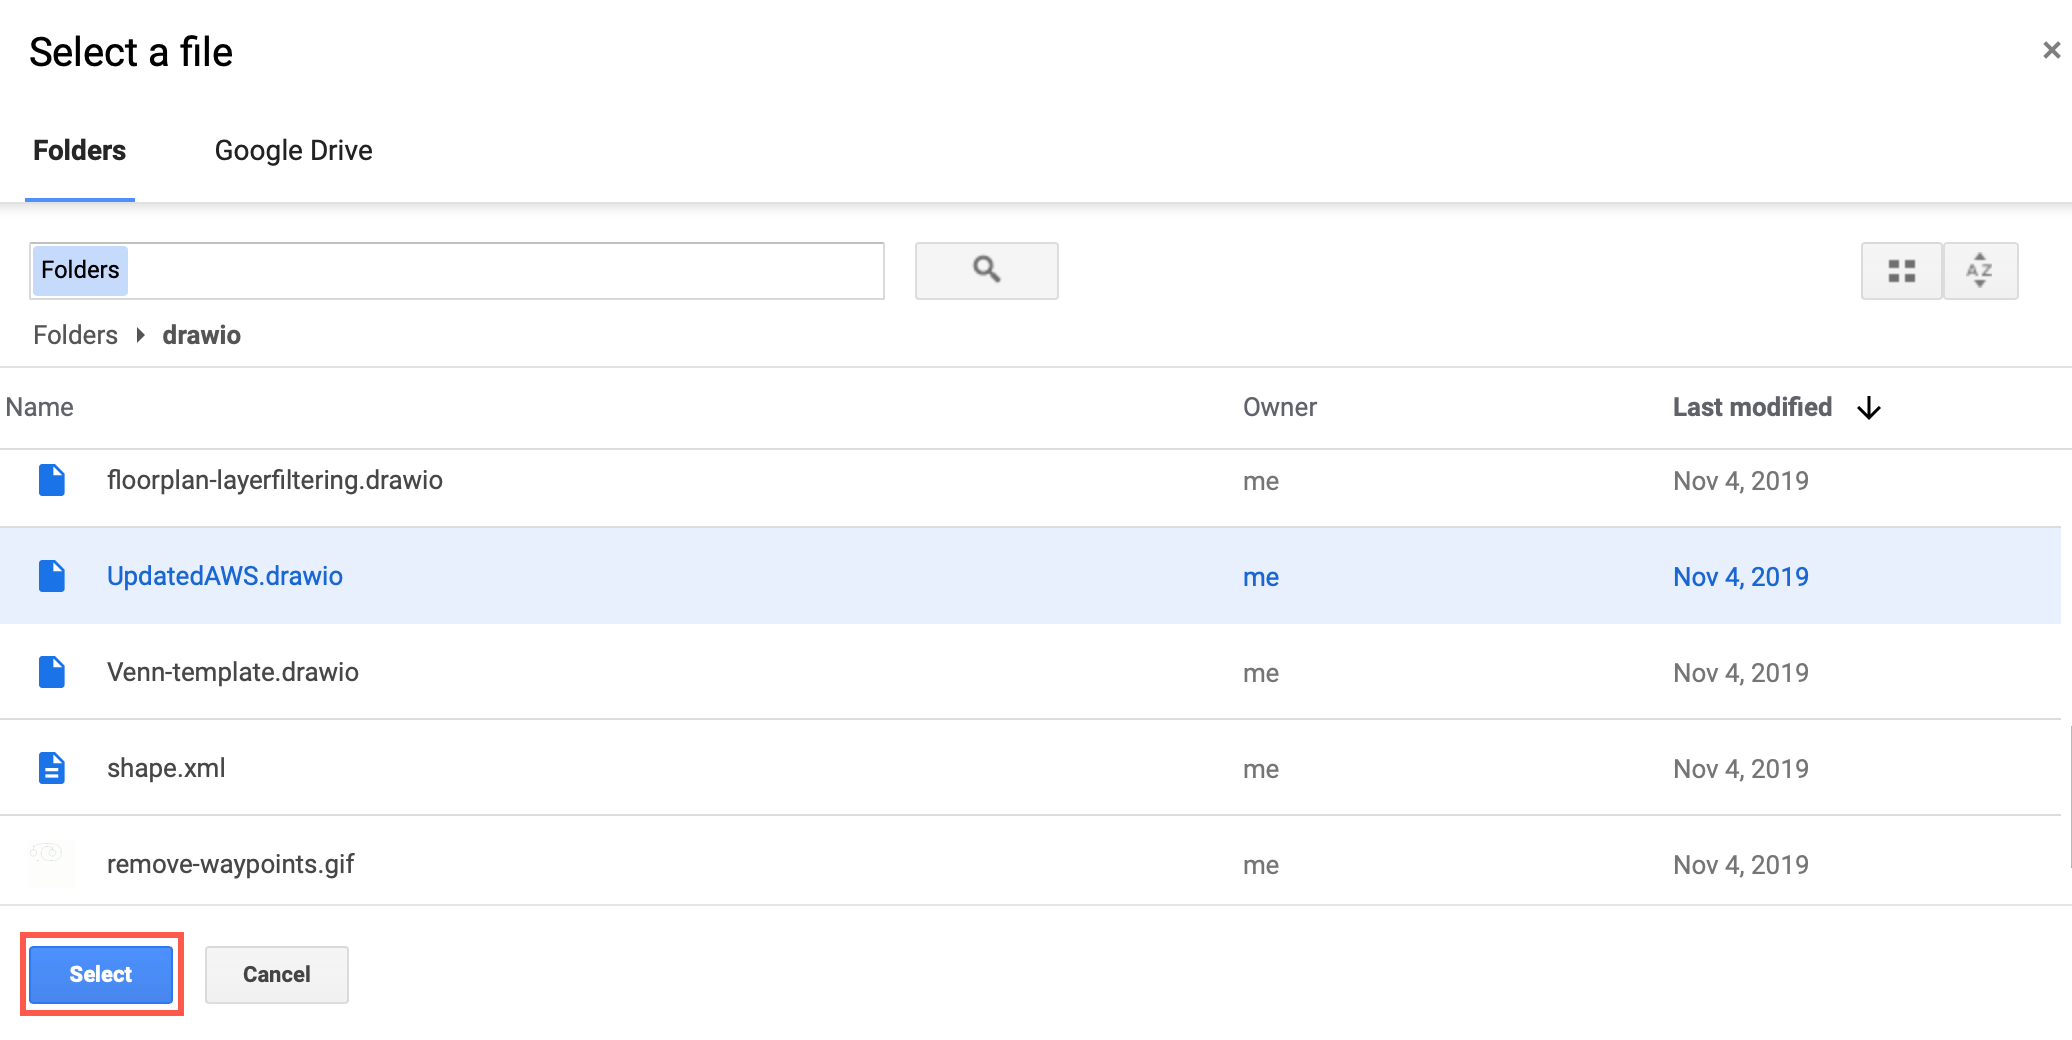 Select a file
Folders Google Drive
Folders
AZ
Folders drawio
Name Owner Last modified
floorplan-layerfiltering.drawio me Nov 4, 2019
UpdatedAWS.drawio me Nov 4, 2019
Venn-template.drawio me Nov 4, 2019
shape.xml me Nov 4, 2019
remove-waypoints.gif me Nov 4, 2019
Select Cancel